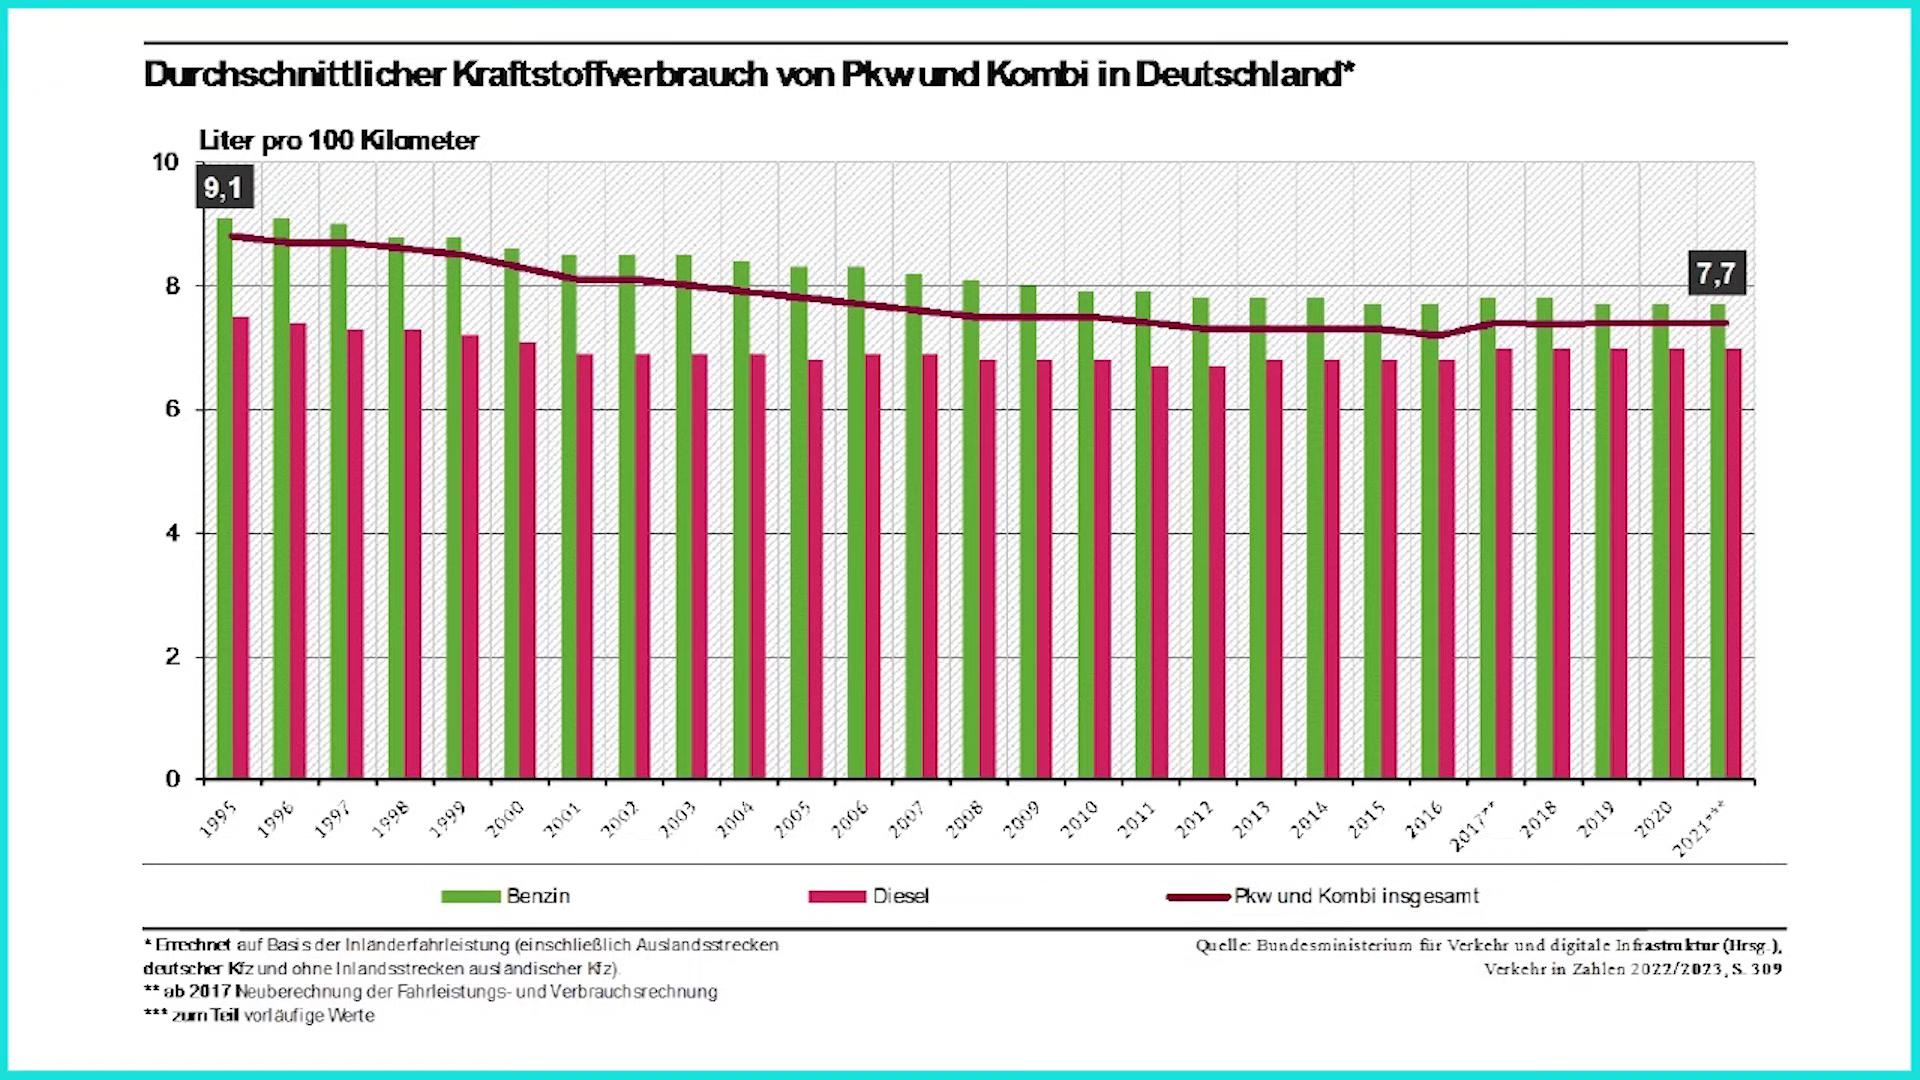 Durchschnittlicher Kraftstoffverbrauch von Pkw und Kombi in Deutschland*
Liter pro 100 Kilometer
10
9,1
7,7
8
6
4
2
0
1995 1996 1997 1998 1999 2000 2001 2002 2003 2004 2005 2006 2007 2008 2009 2010 2011 2012 2013 2014 2015 2016 2017** 2018 2019 2020 2021***
Benzin Diesel Pkw und Kombi insgesamt
* Errechnet auf Basis der Inländerfahrleistung (einschließlich Auslandsstrecken
deutscher Kfz und ohne Inlandsstrecken ausländischer Kfz).
** ab 2017 Neuberechnung der Fahrleistungs- und Verbrauchsrechnung
*** zum Teil vorläufige Werte
Quelle: Bundesministerium für Verkehr und digitale Infrastruktur (Hrsg.),
Verkehr in Zahlen 2022/2023, S. 309